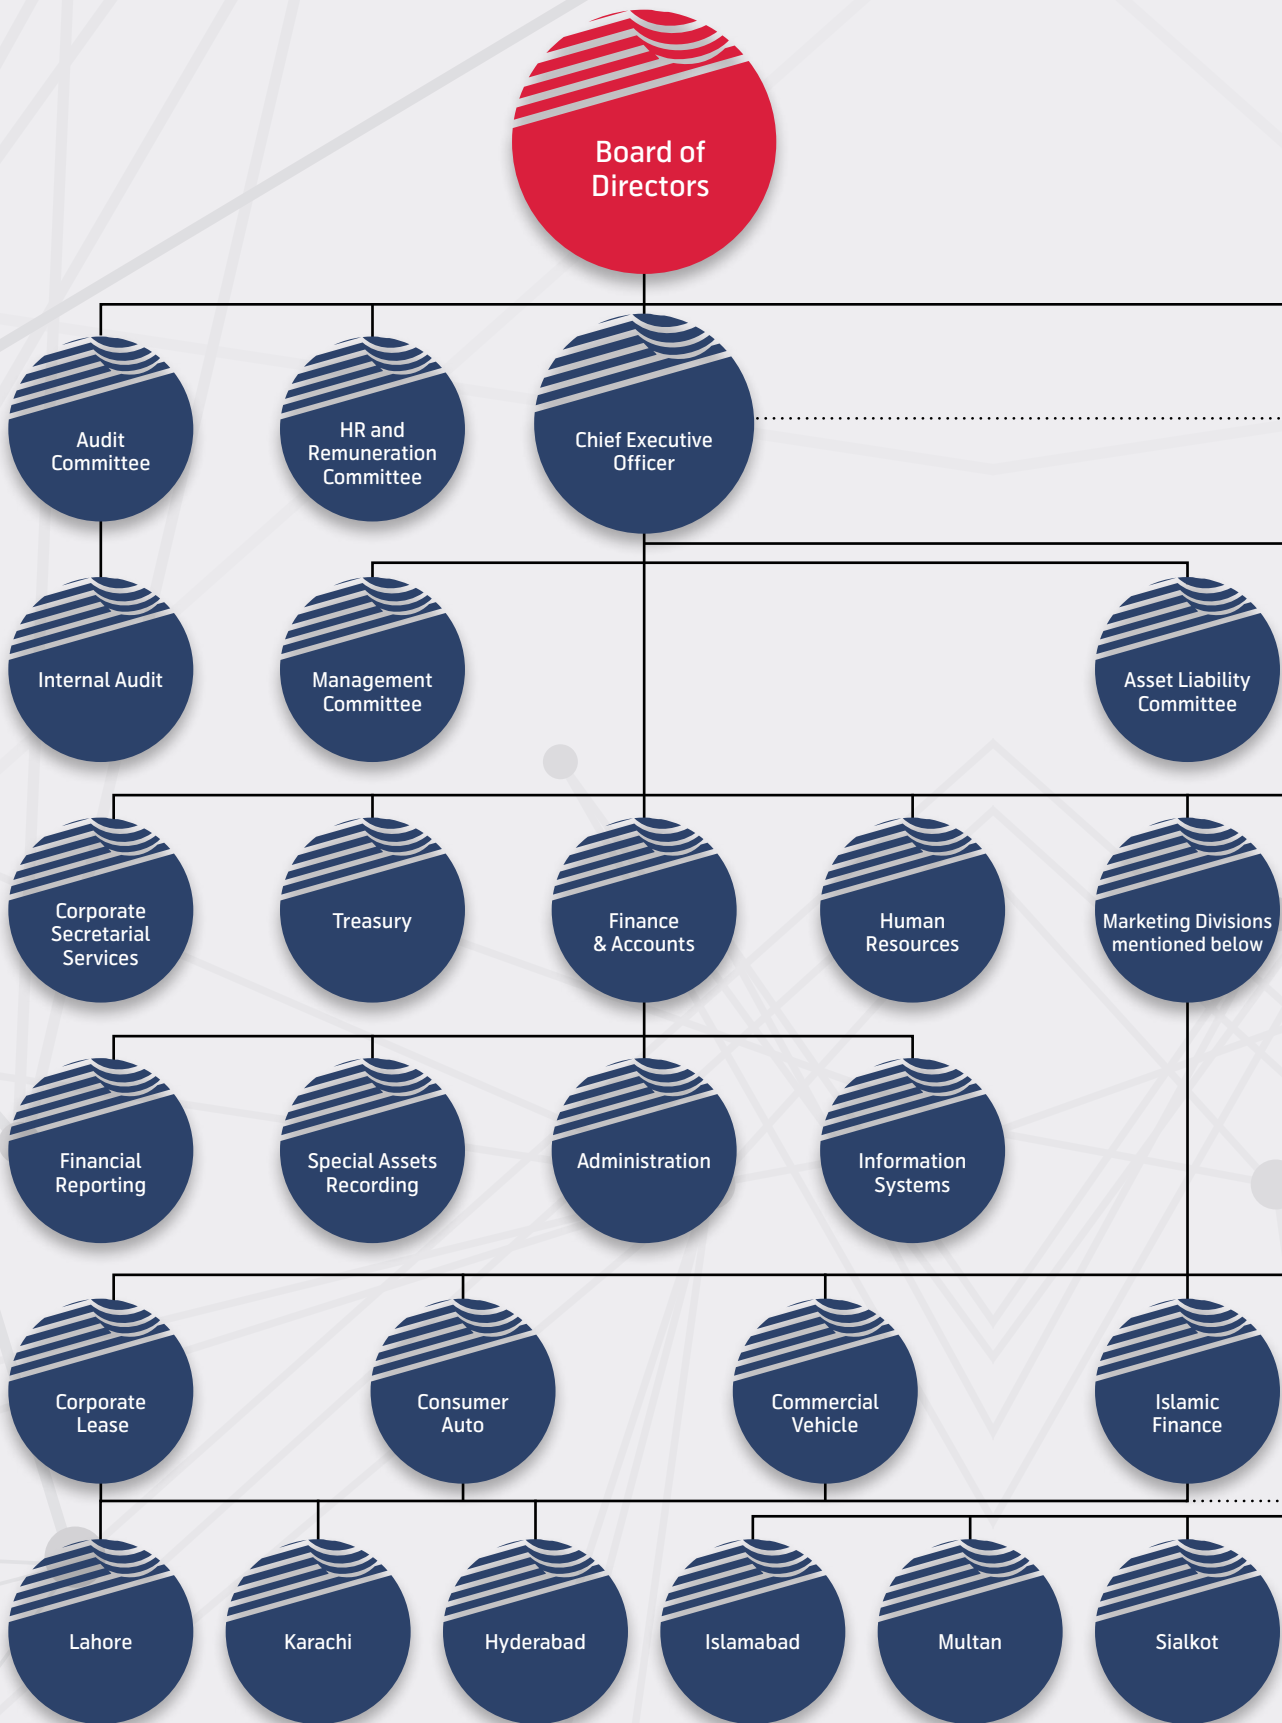 Board of
Directors
Audit
Committee
HR and
Remuneration
Committee
Chief Executive
Officer
Internal Audit
Management
Committee
Asset Liability
Committee
Corporate
Secretarial
Services
Treasury
Finance
& Accounts
Human
Resources
Marketing Divisions
mentioned below
Financial
Reporting
Special Assets
Recording
Administration
Information
Systems
Corporate
Lease
Consumer
Auto
Commercial
Vehicle
Islamic
Finance
Lahore
Karachi
Hyderabad
Islamabad
Multan
Sialkot